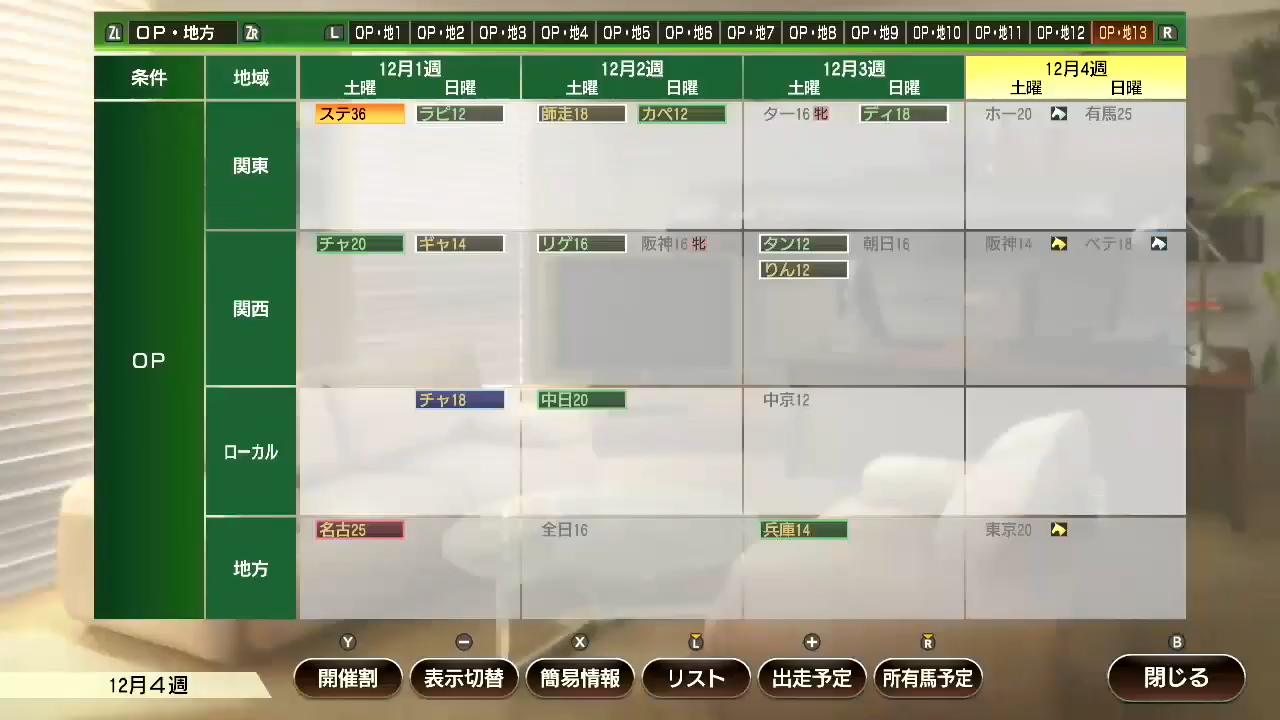 ZL OP・地方 ZR L OP・地1 OP・地2 OP・地3 OP・地4 OP・地5 OP・地6 OP・地7 OP・地8 OP・地9 OP・地10 OP・地11 OP・地12 OP・地13 R
条件 地域 12月1週 12月2週 12月3週 12月4週
土曜 日曜 土曜 日曜 土曜 日曜 土曜 日曜
ステ36 ラピ12 師走18 カペ12 ター16 牝 ディ18 ホー20 有馬25
関東
チャ20 ギャ14 リゲ16 阪神16 牝 タン12 朝日16 阪神14 ベテ18
りん12
関西
OP
チャ18 中日20 中京12
ローカル
名古25 全日16 兵庫14 東京20
地方
Y − X L + R B
12月4週 開催割 表示切替 簡易情報 リスト 出走予定 所有馬予定 閉じる